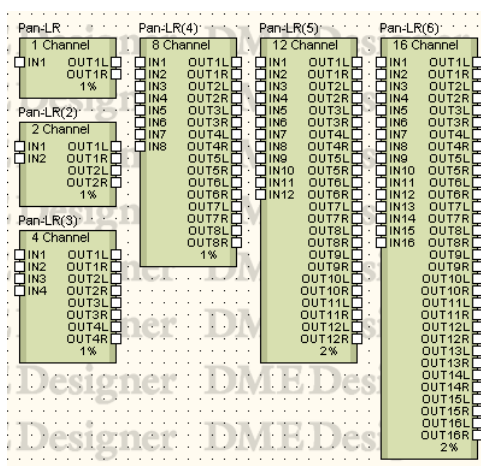 Pan-LR
1 Channel
IN1 OUT1L
OUT1R
1%
Pan-LR(2)
2 Channel
IN1 OUT1L
IN2 OUT1R
OUT2L
OUT2R
1%
Pan-LR(3)
4 Channel
IN1 OUT1L
IN2 OUT1R
IN3 OUT2L
IN4 OUT2R
OUT3L
OUT3R
OUT4L
OUT4R
1%
Pan-LR(4)
8 Channel
IN1 OUT1L
IN2 OUT1R
IN3 OUT2L
IN4 OUT2R
IN5 OUT3L
IN6 OUT3R
IN7 OUT4L
IN8 OUT4R
OUT5L
OUT5R
OUT6L
OUT6R
OUT7L
OUT7R
OUT8L
OUT8R
1%
Pan-LR(5)
12 Channel
IN1 OUT1L
IN2 OUT1R
IN3 OUT2L
IN4 OUT2R
IN5 OUT3L
IN6 OUT3R
IN7 OUT4L
IN8 OUT4R
IN9 OUT5L
IN10 OUT5R
IN11 OUT6L
IN12 OUT6R
OUT7L
OUT7R
OUT8L
OUT8R
OUT9L
OUT9R
OUT10L
OUT10R
OUT11L
OUT11R
OUT12L
OUT12R
2%
Pan-LR(6)
16 Channel
IN1 OUT1L
IN2 OUT1R
IN3 OUT2L
IN4 OUT2R
IN5 OUT3L
IN6 OUT3R
IN7 OUT4L
IN8 OUT4R
IN9 OUT5L
IN10 OUT5R
IN11 OUT6L
IN12 OUT6R
IN13 OUT7L
IN14 OUT7R
IN15 OUT8L
IN16 OUT8R
OUT9L
OUT9R
OUT10L
OUT10R
OUT11L
OUT11R
OUT12L
OUT12R
OUT13L
OUT13R
OUT14L
OUT14R
OUT15L
OUT15R
OUT16L
OUT16R
2%
Designer DME Des
Designer DME Des